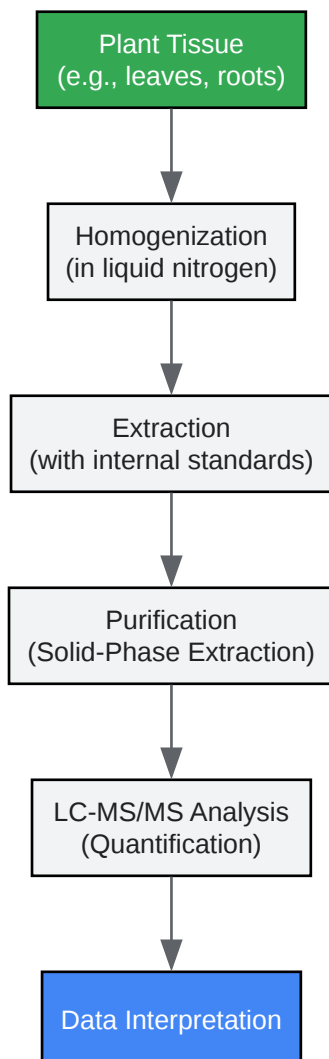 Plant Tissue
(e.g., leaves, roots)
Homogenization
(in liquid nitrogen)
Extraction
(with internal standards)
Purification
(Solid-Phase Extraction)
LC-MS/MS Analysis
(Quantification)
Data Interpretation